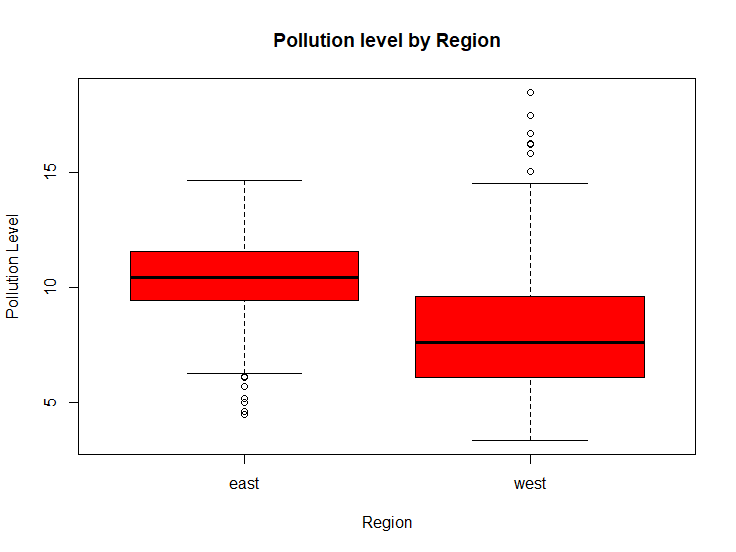 Pollution level by Region
Pollution Level
15
10
5
east west
Region